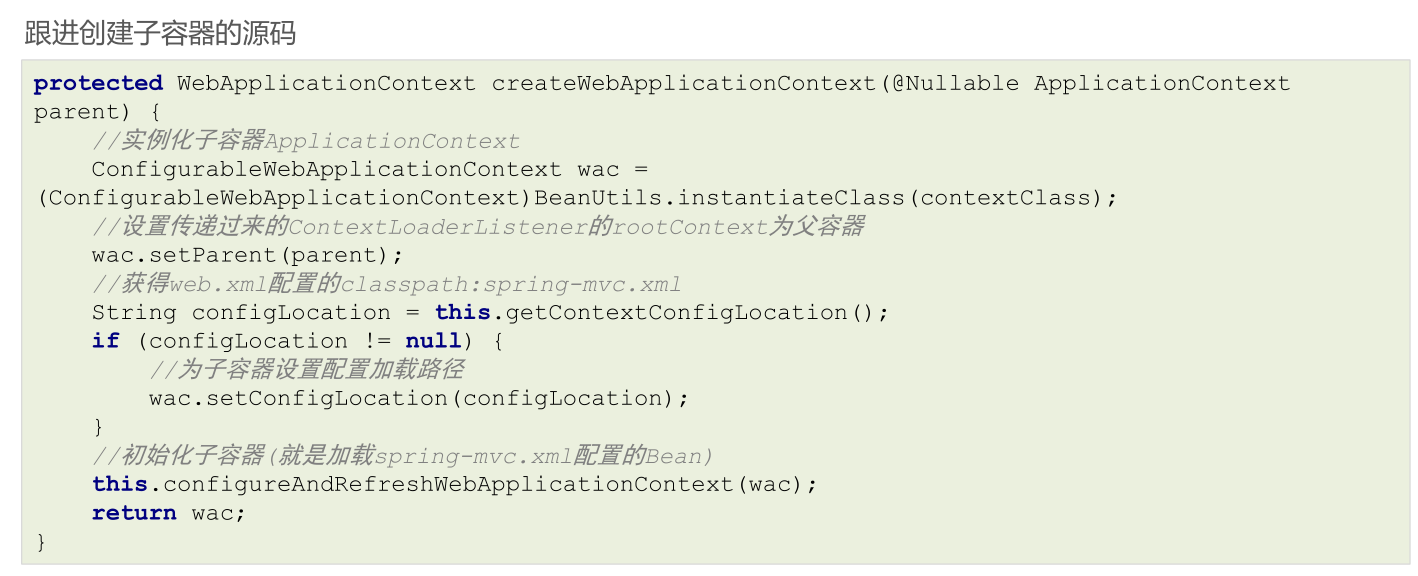 跟进创建子容器的源码
protected WebApplicationContext createWebApplicationContext(@Nullable ApplicationContext
parent) {
    //实例化子容器ApplicationContext
    ConfigurableWebApplicationContext wac =
(ConfigurableWebApplicationContext)BeanUtils.instantiateClass(contextClass);
    //设置传递过来的ContextLoaderListener的rootContext为父容器
    wac.setParent(parent);
    //获得web.xml配置的classpath:spring-mvc.xml
    String configLocation = this.getContextConfigLocation();
    if (configLocation != null) {
        //为子容器设置配置加载路径
        wac.setConfigLocation(configLocation);
    }
    //初始化子容器(就是加载spring-mvc.xml配置的Bean)
    this.configureAndRefreshWebApplicationContext(wac);
    return wac;
}